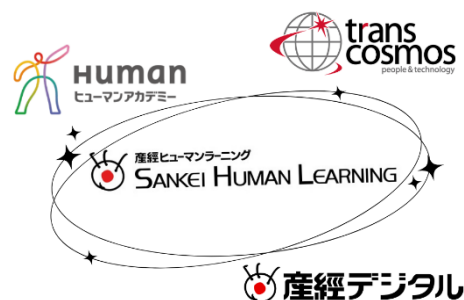 trans
cosmos
people & technology
Human
ヒューマンアカデミー
産経ヒューマンラーニング
SANKEI HUMAN LEARNING
産経デジタル